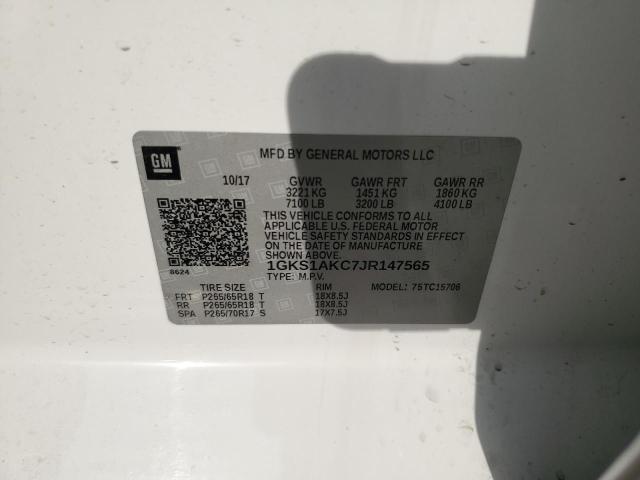 GM
MFD BY GENERAL MOTORS LLC
10/17 GVWR GAWR FRT GAWR RR
3221 KG 1451 KG 1860 KG
7100 LB 3200 LB 4100 LB
THIS VEHICLE CONFORMS TO ALL
APPLICABLE U.S. FEDERAL MOTOR
VEHICLE SAFETY STANDARDS IN EFFECT
ON THE DATE OF MANUFACTURE
SHOWN ABOVE.
8624
1GKS1AKC7JR147565
TYPE: M.P.V.
TIRE SIZE RIM MODEL: 75TC15706
FRT P265/65R18 T 18X8.5J
RR P265/65R18 T 18X8.5J
SPA P265/70R17 S 17X7.5J